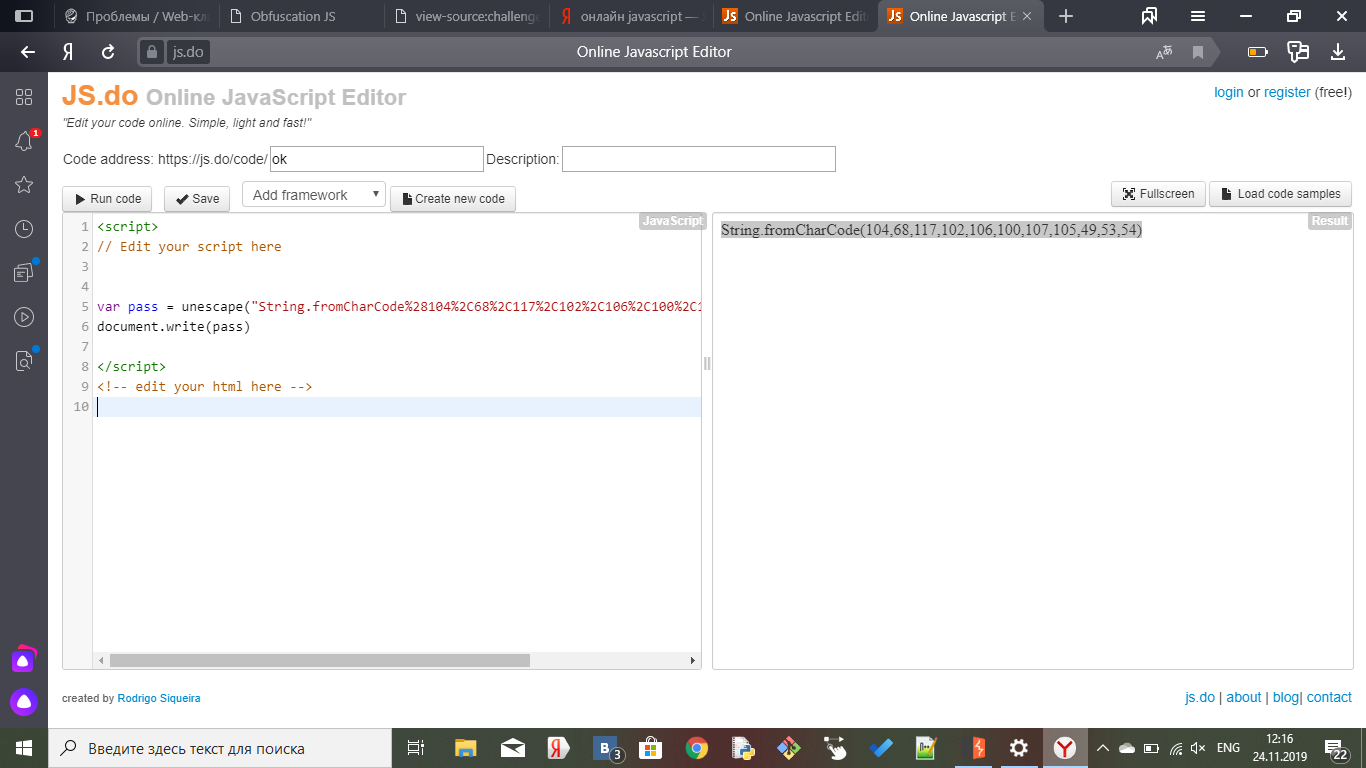 Проблемы / Web-кл
Obfuscation JS
view-source:challenge
онлайн javascript —
Online Javascript Edi
Online Javascript E
js.do
Online Javascript Editor
JS.do Online JavaScript Editor
login or register (free!)
"Edit your code online. Simple, light and fast!"
Code address: https://js.do/code/ ok Description:
Run code Save Add framework Create new code Fullscreen Load code samples
JavaScript
Result
1 <script>
2 // Edit your script here
3
4
5 var pass = unescape("String.fromCharCode%28104%2C68%2C117%2C102%2C106%2C100%2C1
6 document.write(pass)
7
8 </script>
9 <!-- edit your html here -->
10
String.fromCharCode(104,68,117,102,106,100,107,105,49,53,54)
created by Rodrigo Siqueira
js.do | about | blog| contact
Введите здесь текст для поиска
3
ENG
12:16
24.11.2019
22